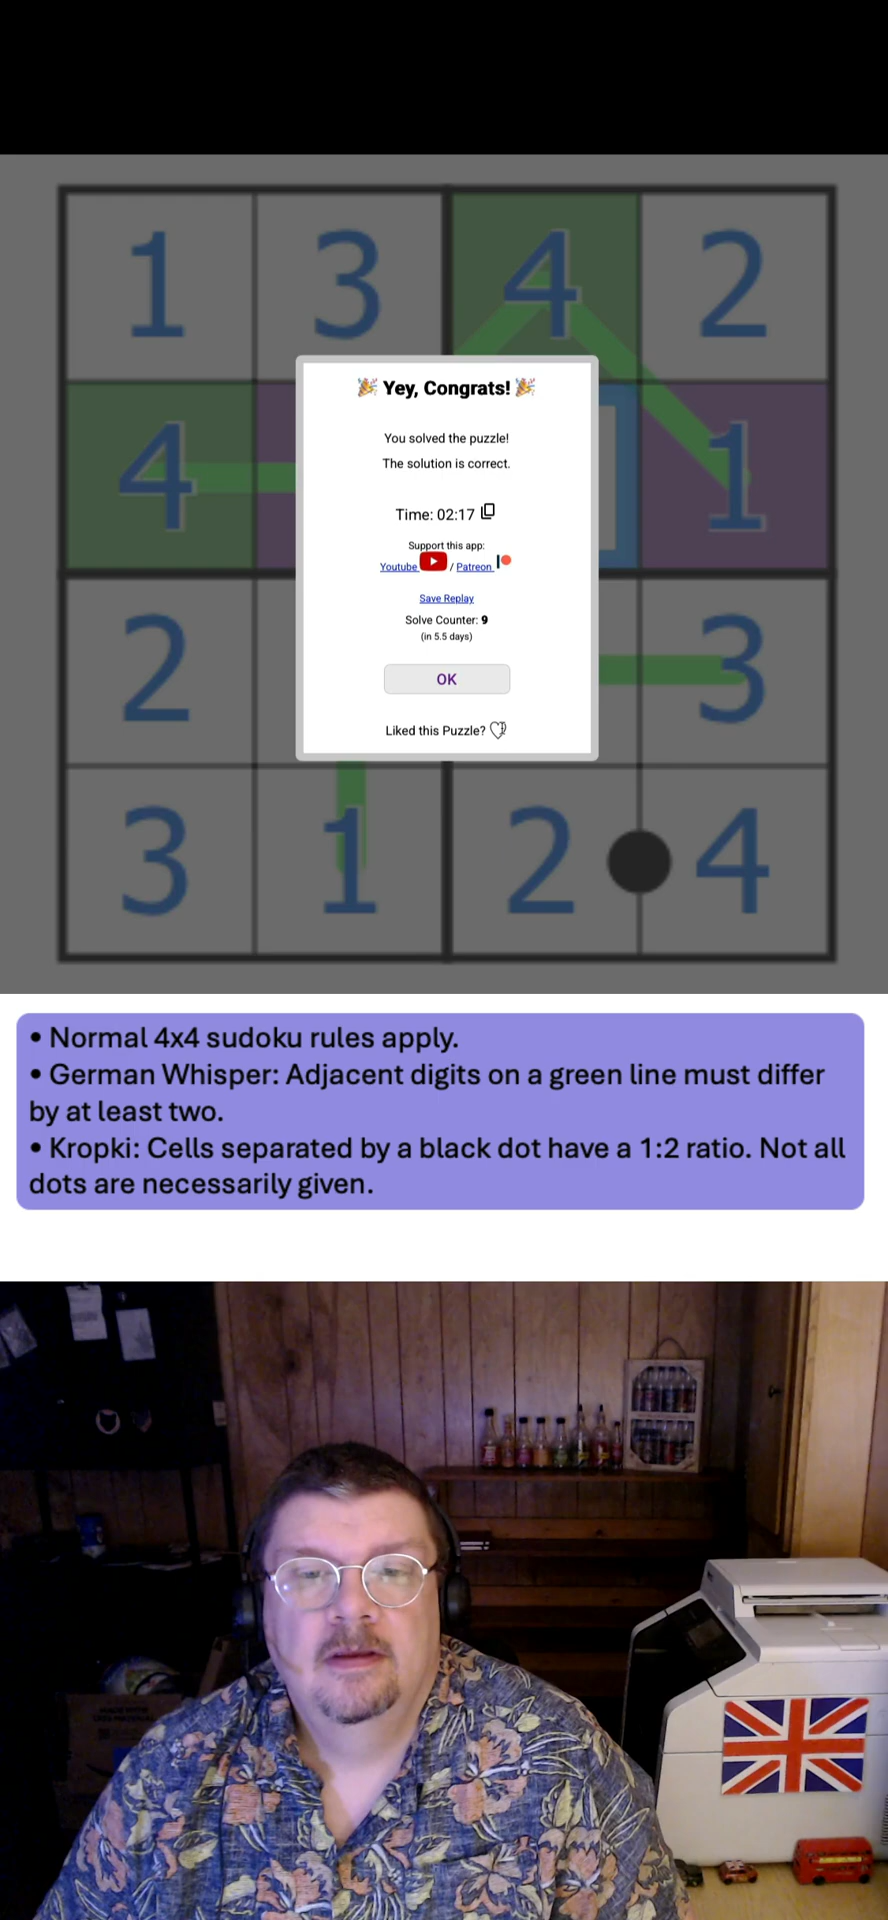 1 3 4 2
4 1
2 3
3 1 2 4
🎉 Yey, Congrats! 🎉
You solved the puzzle!
The solution is correct.
Time: 02:17
Support this app:
Youtube / Patreon
Save Replay
Solve Counter: 9
(in 5.5 days)
OK
Liked this Puzzle?
• Normal 4x4 sudoku rules apply.
• German Whisper: Adjacent digits on a green line must differ
by at least two.
• Kropki: Cells separated by a black dot have a 1:2 ratio. Not all
dots are necessarily given.